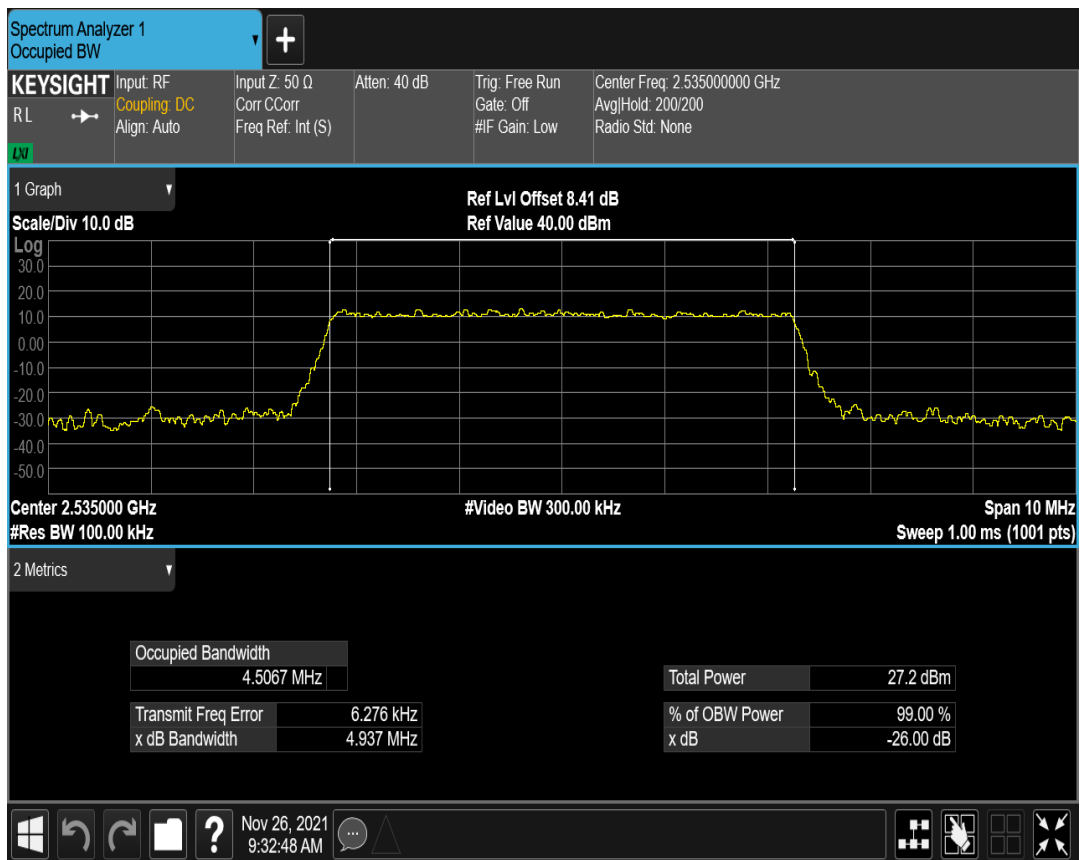 Spectrum Analyzer 1
Occupied BW
+
KEYSIGHT
RL
LXI
Input: RF
Coupling: DC
Align: Auto
Input Z: 50 Ω
Corr CCorr
Freq Ref: Int (S)
Atten: 40 dB
Trig: Free Run
Gate: Off
#IF Gain: Low
Center Freq: 2.535000000 GHz
Avg|Hold: 200/200
Radio Std: None
1 Graph
Ref Lvl Offset 8.41 dB
Scale/Div 10.0 dB
Ref Value 40.00 dBm
Log
30.0
20.0
10.0
0.00
-10.0
-20.0
-30.0
-40.0
-50.0
Center 2.535000 GHz
#Video BW 300.00 kHz
Span 10 MHz
#Res BW 100.00 kHz
Sweep 1.00 ms (1001 pts)
2 Metrics
Occupied Bandwidth
4.5067 MHz
Total Power 27.2 dBm
Transmit Freq Error 6.276 kHz
% of OBW Power 99.00 %
x dB Bandwidth 4.937 MHz
x dB -26.00 dB
?
Nov 26, 2021
9:32:48 AM